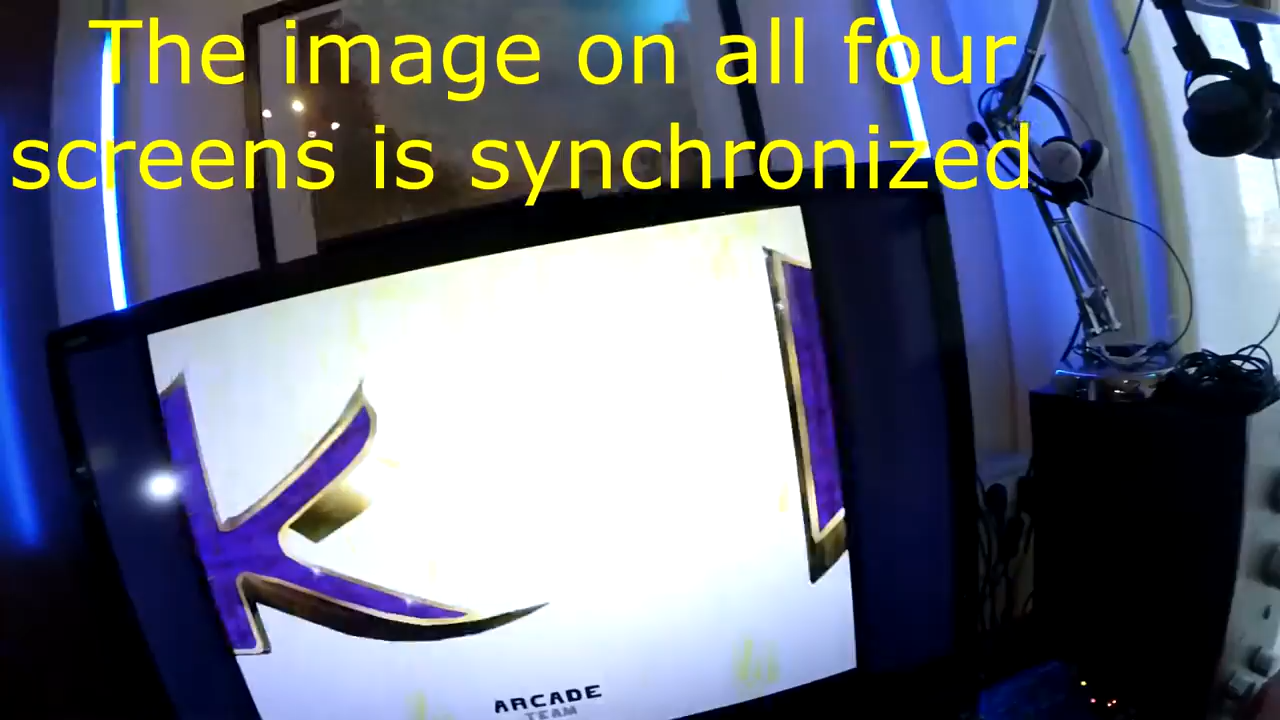 The image on all four
screens is synchronized
K
ARCADE
TEAM